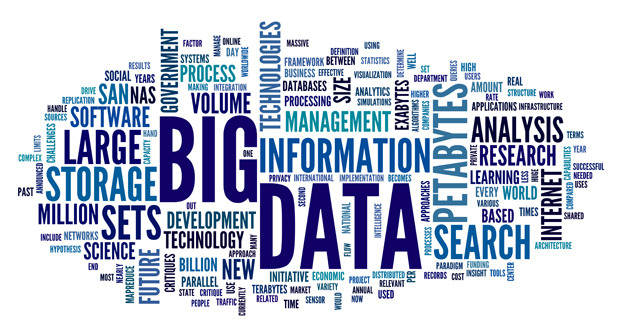 FACTOR
SYSTEMS
MANAGE
ONLINE
DAY
WORLDWIDE
GOVERNMENT
PROCESS
MAKING
INTEGRATION
VOLUME
TECHNOLOGIES
MASSIVE
FRAMEWORK
BETWEEN
DEFINITION
USING
STATISTICS
BUSINESS
EFFECTIVE
VISUALIZATION
DATABASES
SIZE
ANALYTICS
PROCESSING
SIMULATIONS
EXABYTES
DETERMINE
WELL
SET
DEPARTMENT
QUERIES
HIGH
USERS
ALGORITHMS
HIGHER
COMPANIES
AMOUNT
RATE
REAL
STRUCTURE
WORK
APPLICATIONS
INFRASTRUCTURE
RESULTS
SOCIAL
YEARS
DRIVE
SAN
NAS
REPLICATION
HANDLE
SOURCES
SOFTWARE
LIMITS
COMPLEX
CHALLENGES
LARGE
CAPACITY
HAND
PAST
ANNOUNCED
STORAGE
MILLION
SETS
INCLUDE
NETWORKS
HYPOTHESIS
SCIENCE
END
MOST
NEARLY
MAPREDUCE
FUTURE
BIG
ONE
MANAGEMENT
INFORMATION
PRIVACY
INTERNATIONAL
IMPLEMENTATION
BECOMES
DATA
SECOND
FLOW
NATIONAL
INTELLIGENCE
APPROACHES
PROCESSES
PETABYTES
ANALYSIS
TERMS
PRIVATE
RESEARCH
YEAR
LEARNING
LESS
HUGE
INTERNET
COMPARED
CAPABILITIES
SUCCESSFUL
NEEDED
USES
EVERY
WORLD
VARIOUS
BASED
TIMES
SHARED
SEARCH
ARCHITECTURE
PARADIGM
FUNDING
RECORDS
COST
INSIGHT
TOOLS
CENTER
OUT
DEVELOPMENT
TECHNOLOGY
APPROACH
MANY
CRITIQUES
BILLION
NEW
PARALLEL
STATE
CRITIQUE
USE
PEOPLE
TRAFFIC
CURRENTLY
INITIATIVE
ECONOMIC
PROJECT
DISTRIBUTED
PER
TERABYTES
MARKET
VARIETY
ANNUAL
RELEVANT
RELATED
TIME
SENSOR
WOULD
NOW
USED